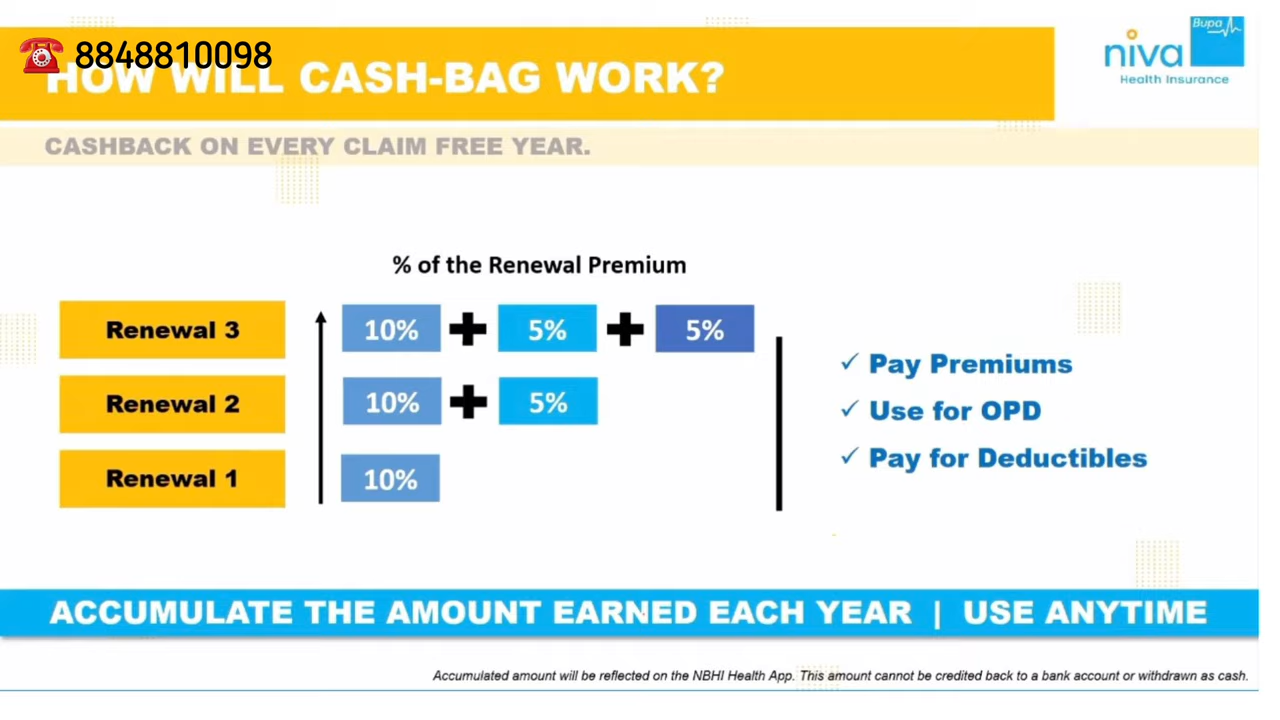 8848810098
HOW WILL CASH-BAG WORK?
Bupa
niva
Health Insurance
CASHBACK ON EVERY CLAIM FREE YEAR.
% of the Renewal Premium
Renewal 3 10% + 5% + 5%
Renewal 2 10% + 5%
Renewal 1 10%
✓ Pay Premiums
✓ Use for OPD
✓ Pay for Deductibles
ACCUMULATE THE AMOUNT EARNED EACH YEAR | USE ANYTIME
Accumulated amount will be reflected on the NBHI Health App. This amount cannot be credited back to a bank account or withdrawn as cash.